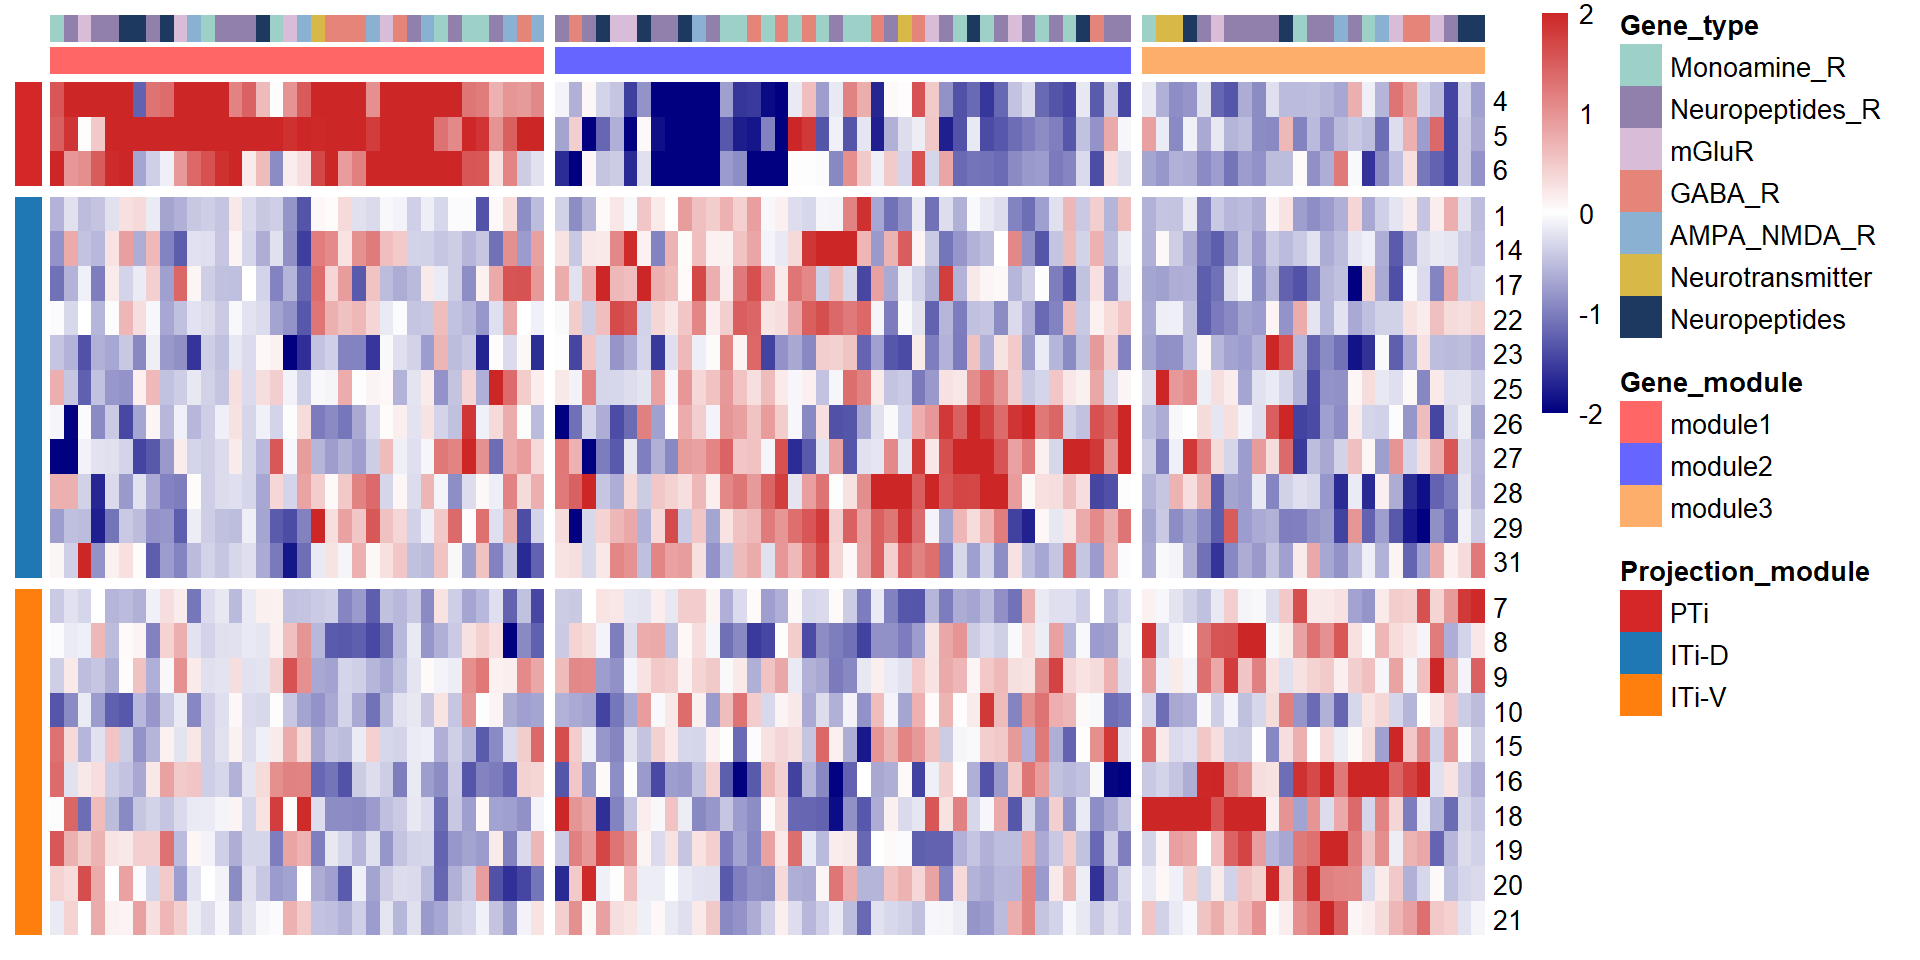 4
5
6
1
14
17
22
23
25
26
27
28
29
31
7
8
9
10
15
16
18
19
20
21
2
1
0
-1
-2
Gene_type
Monoamine_R
Neuropeptides_R
mGluR
GABA_R
AMPA_NMDA_R
Neurotransmitter
Neuropeptides
Gene_module
module1
module2
module3
Projection_module
PTi
ITi-D
ITi-V